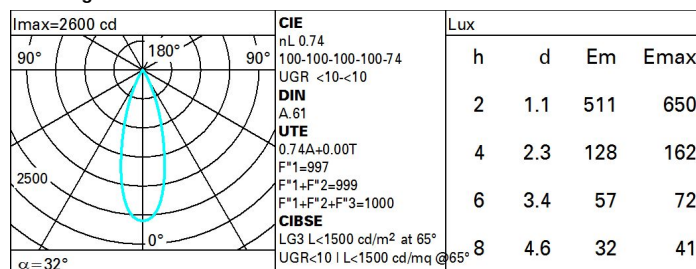 Imax=2600 cd
90° 180° 90°
2500
0°
α=32°
CIE
nL 0.74
100-100-100-100-74
UGR <10-<10
DIN
A.61
UTE
0.74A+0.00T
F"1=997
F"1+F"2=999
F"1+F"2+F"3=1000
CIBSE
LG3 L<1500 cd/m² at 65°
UGR<10 | L<1500 cd/mq @65°
Lux
h d Em Emax
2 1.1 511 650
4 2.3 128 162
6 3.4 57 72
8 4.6 32 41